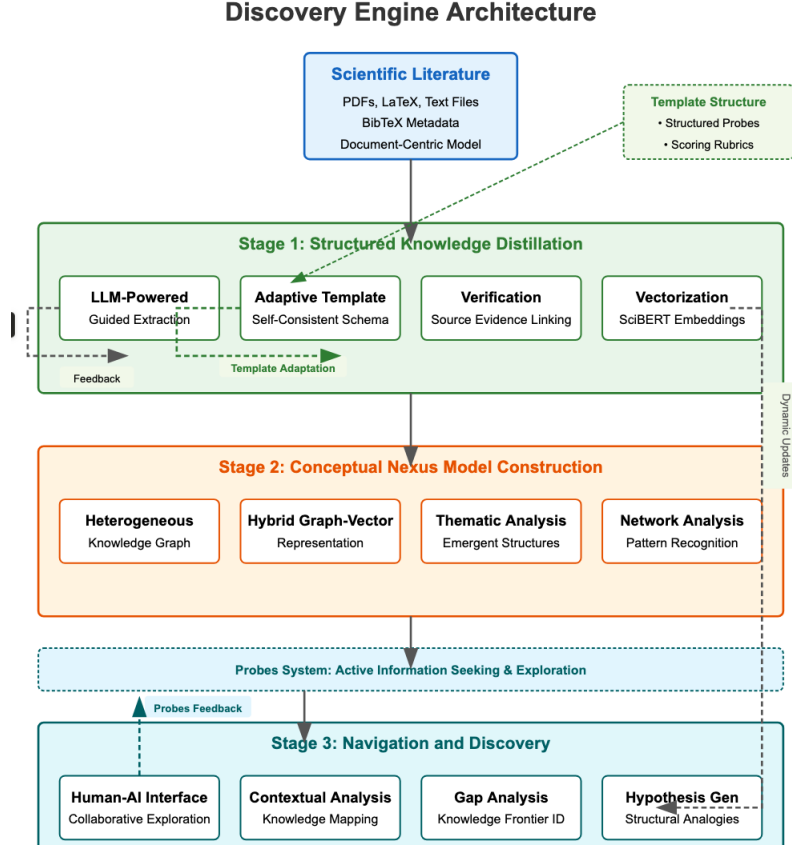 Discovery Engine Architecture
Scientific Literature
PDFs, LaTeX, Text Files
BibTeX Metadata
Document-Centric Model
Template Structure
• Structured Probes
• Scoring Rubrics
Stage 1: Structured Knowledge Distillation
LLM-Powered
Guided Extraction
Adaptive Template
Self-Consistent Schema
Verification
Source Evidence Linking
Vectorization
SciBERT Embeddings
Feedback
Template Adaptation
Dynamic Updates
Stage 2: Conceptual Nexus Model Construction
Heterogeneous
Knowledge Graph
Hybrid Graph-Vector
Representation
Thematic Analysis
Emergent Structures
Network Analysis
Pattern Recognition
Probes System: Active Information Seeking & Exploration
Probes Feedback
Stage 3: Navigation and Discovery
Human-AI Interface
Collaborative Exploration
Contextual Analysis
Knowledge Mapping
Gap Analysis
Knowledge Frontier ID
Hypothesis Gen
Structural Analogies